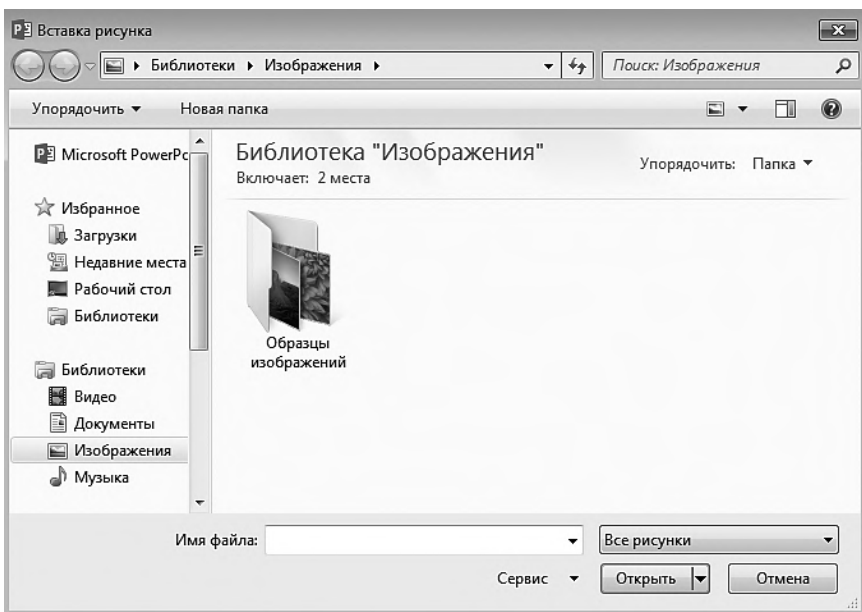 Вставка рисунка
Библиотеки Изображения
Поиск: Изображения
Упорядочить
Новая папка
Microsoft PowerPo
Избранное
Загрузки
Недавние места
Рабочий стол
Библиотеки
Библиотеки
Видео
Документы
Изображения
Музыка
Библиотека "Изображения"
Включает: 2 места
Упорядочить: Папка
Образцы
изображений
Имя файла:
Все рисунки
Сервис
Открыть
Отмена